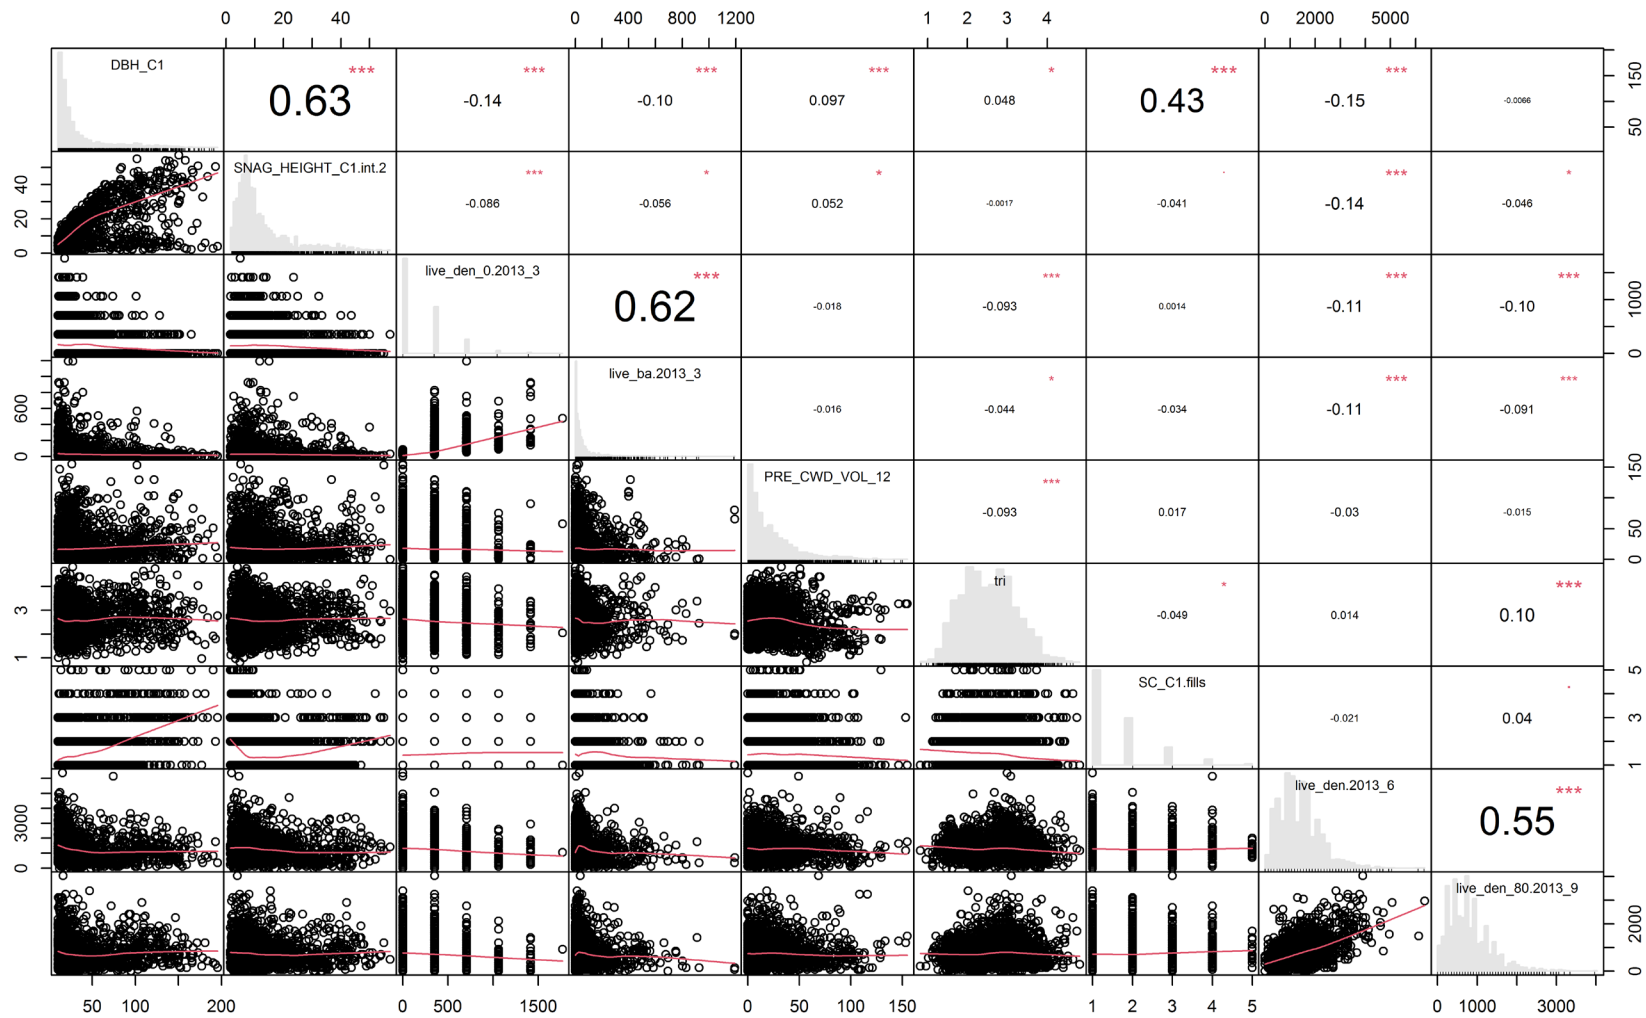 0 20 40 0 400 800 1200 1 2 3 4 0 2000 5000
DBH_C1 *** 0.63 *** -0.14 *** -0.10 *** 0.097 * 0.048 *** 0.43 *** -0.15 -0.0066 50 150
0 20 40 SNAG_HEIGHT_C1.int.2 *** -0.086 * -0.056 * 0.052 -0.0017 . -0.041 *** -0.14 * -0.046
live_den_0.2013_3 *** 0.62 -0.018 *** -0.093 0.0014 *** -0.11 *** -0.10 0 1000
0 600 live_ba.2013_3 -0.016 * -0.044 -0.034 *** -0.11 *** -0.091
PRE_CWD_VOL_12 *** -0.093 0.017 -0.03 -0.015 0 50 150
1 3 tri * -0.049 0.014 *** 0.10
SC_C1.fills -0.021 . 0.04 1 3 5
0 3000 live_den.2013_6 *** 0.55
live_den_80.2013_9 0 2000
50 100 200 0 500 1500 0 50 100 150 1 2 3 4 5 0 1000 3000